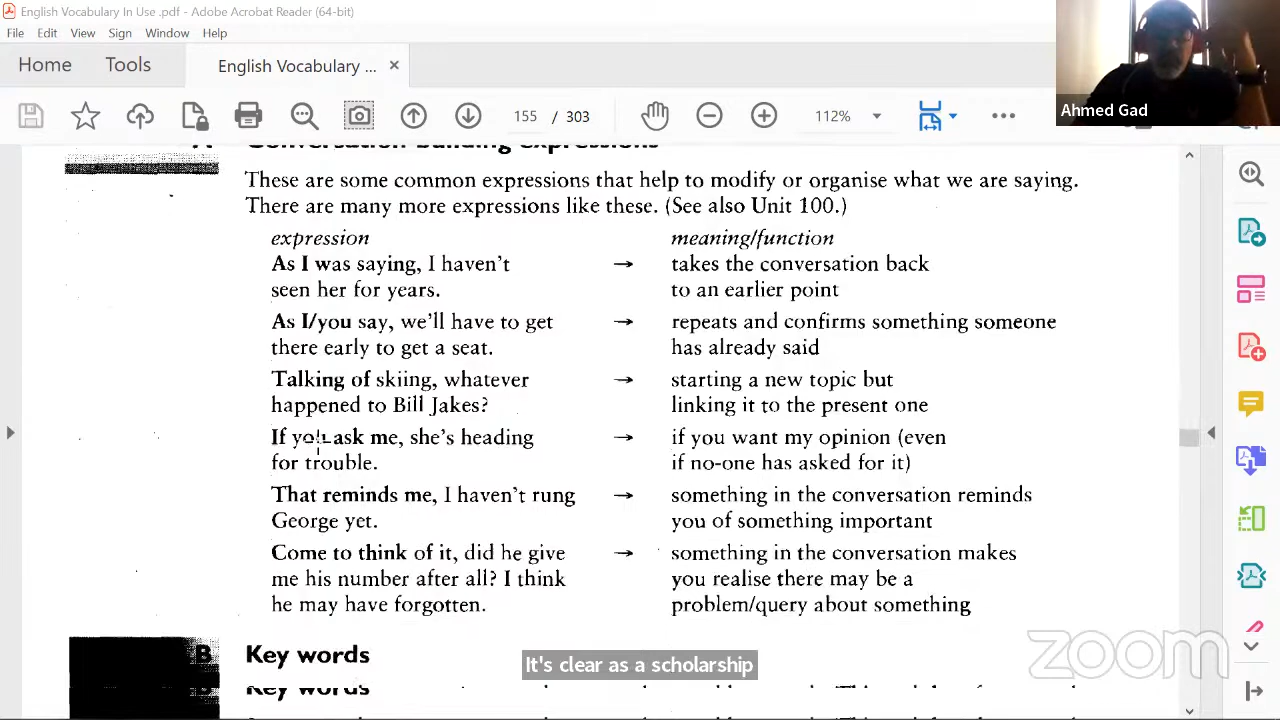 English Vocabulary In Use .pdf - Adobe Acrobat Reader (64-bit)
File Edit View Sign Window Help
Home Tools English Vocabulary ... ×
155 / 303 112%
Ahmed Gad
A Conversation-building expressions
These are some common expressions that help to modify or organise what we are saying.
There are many more expressions like these. (See also Unit 100.)
expression meaning/function
As I was saying, I haven't → takes the conversation back
seen her for years. to an earlier point
As I/you say, we'll have to get → repeats and confirms something someone
there early to get a seat. has already said
Talking of skiing, whatever → starting a new topic but
happened to Bill Jakes? linking it to the present one
If you ask me, she's heading → if you want my opinion (even
for trouble. if no-one has asked for it)
That reminds me, I haven't rung → something in the conversation reminds
George yet. you of something important
Come to think of it, did he give → something in the conversation makes
me his number after all? I think you realise there may be a
he may have forgotten. problem/query about something
B Key words
It's clear as a scholarship
zoom
Key words